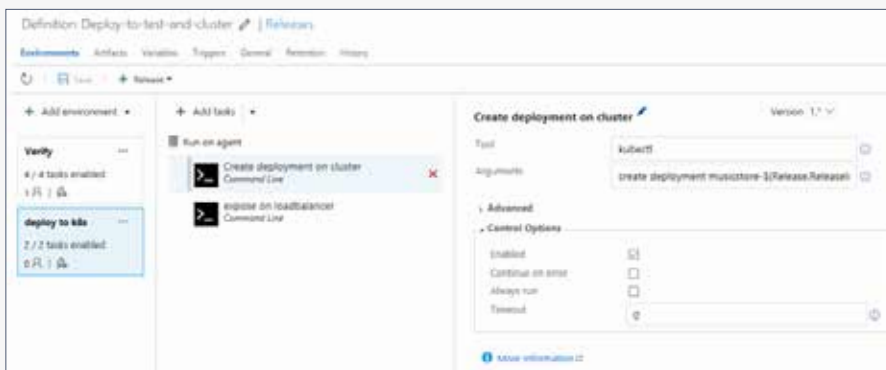 Definition: Deploy-to-test-and-cluster | Releases
Environments Artifacts Variables Triggers General Retention History
Save + Release
+ Add environment
+ Add tasks
Create deployment on cluster
Version 1.*
Verify
4 / 4 tasks enabled
1
deploy to k8s
2 / 2 tasks enabled
0
Run on agent
Create deployment on cluster
Command Line
expose on loadbalancer
Command Line
Tool
kubectl
Arguments
create deployment musicstore-$(Release.Release
Advanced
Control Options
Enabled
Continue on error
Always run
Timeout
0
More information